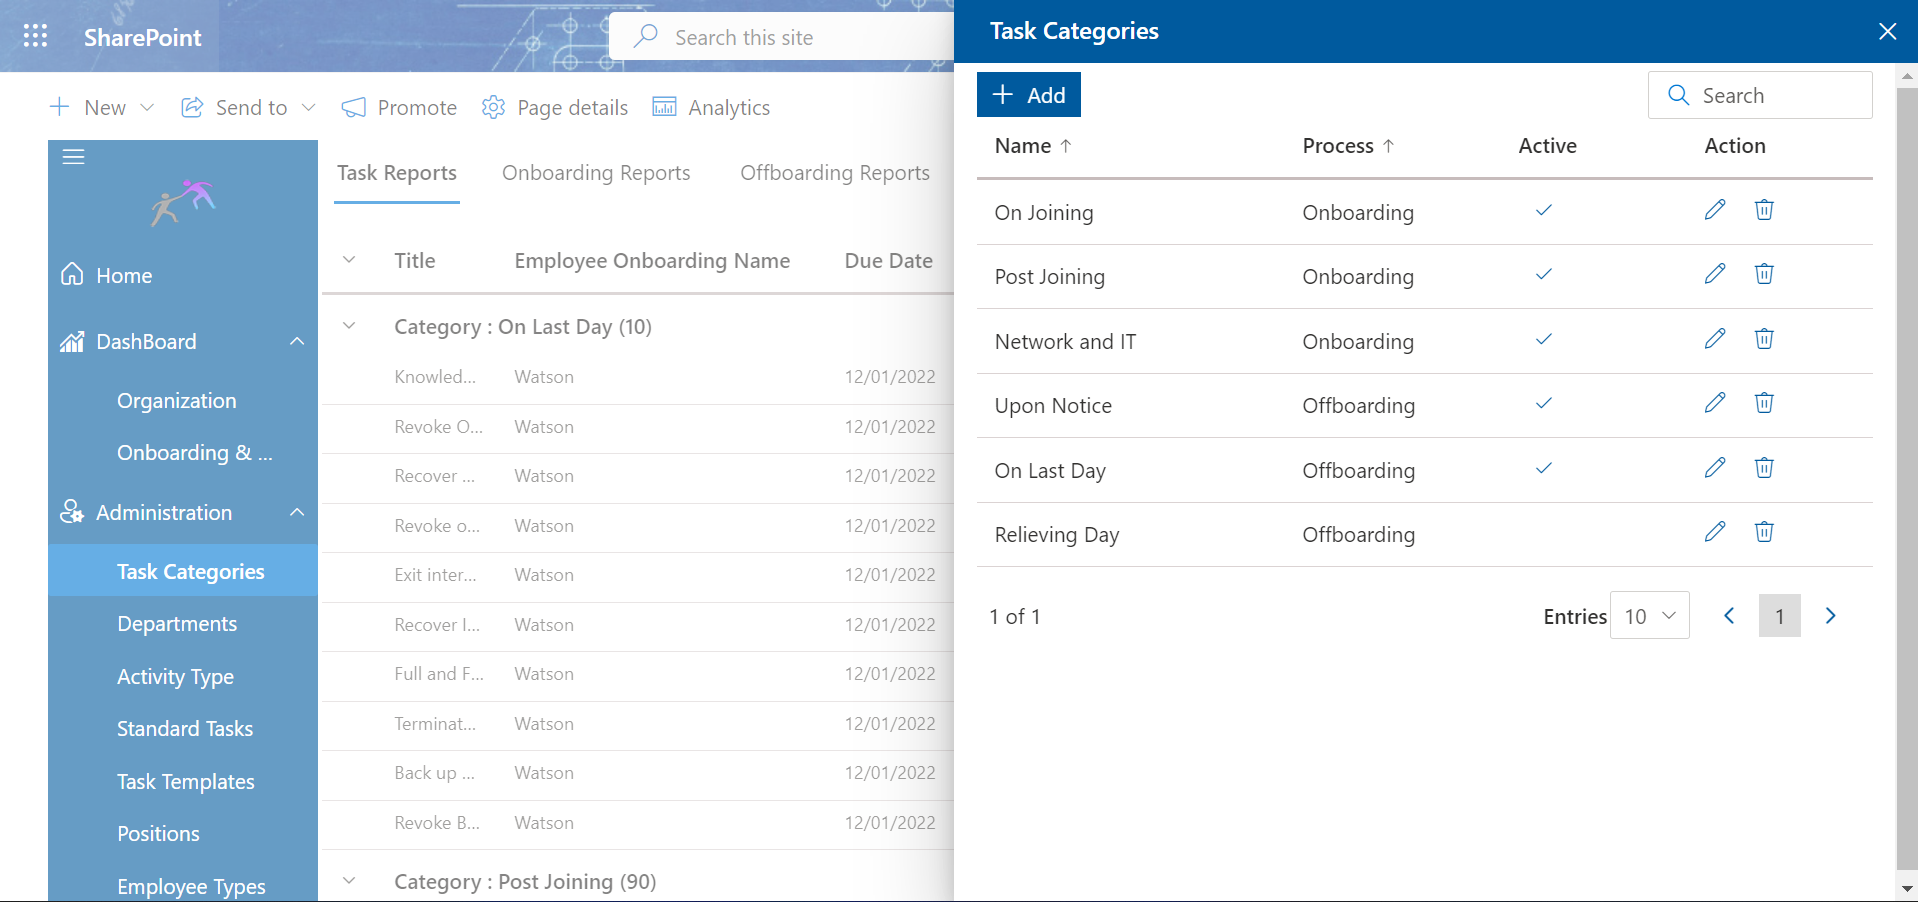 SharePoint
Search this site
New
Send to
Promote
Page details
Analytics
Home
DashBoard
Organization
Onboarding & ...
Administration
Task Categories
Departments
Activity Type
Standard Tasks
Task Templates
Positions
Employee Types
Task Reports Onboarding Reports Offboarding Reports
Title Employee Onboarding Name Due Date
Category : On Last Day (10)
Knowled... Watson 12/01/2022
Revoke O... Watson 12/01/2022
Recover ... Watson 12/01/2022
Revoke o... Watson 12/01/2022
Exit inter... Watson 12/01/2022
Recover I... Watson 12/01/2022
Full and F... Watson 12/01/2022
Terminat... Watson 12/01/2022
Back up ... Watson 12/01/2022
Revoke B... Watson 12/01/2022
Category : Post Joining (90)
Task Categories
Add
Search
Name Process Active Action
On Joining Onboarding
Post Joining Onboarding
Network and IT Onboarding
Upon Notice Offboarding
On Last Day Offboarding
Relieving Day Offboarding
1 of 1 Entries 10 1